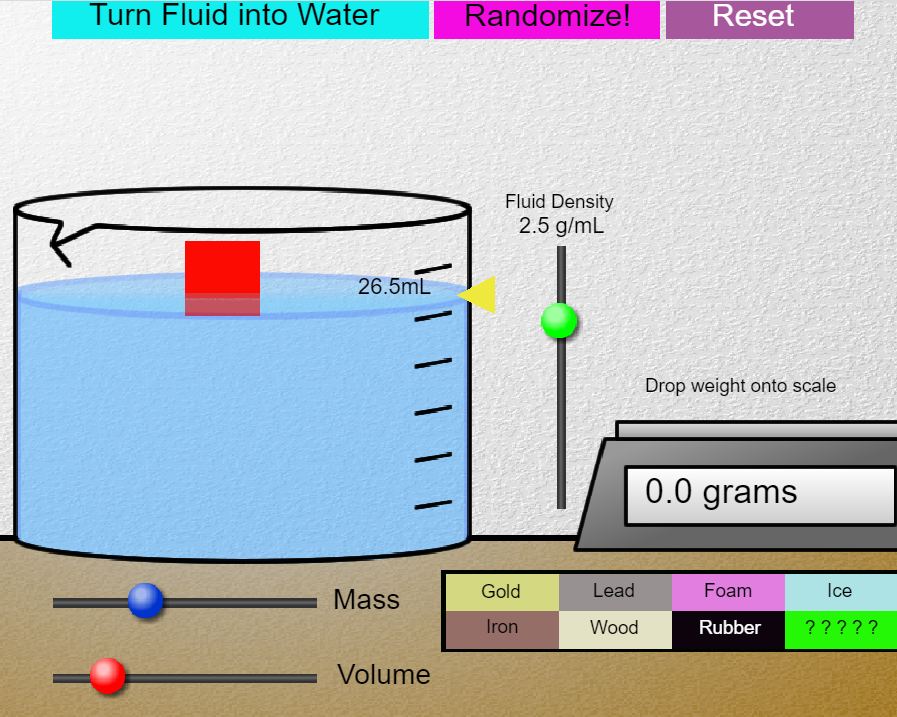 Turn Fluid into Water
Randomize!
Reset
Fluid Density
2.5 g/mL
26.5mL
Drop weight onto scale
0.0 grams
Mass
Volume
Gold
Lead
Foam
Ice
Iron
Wood
Rubber
? ? ? ? ?